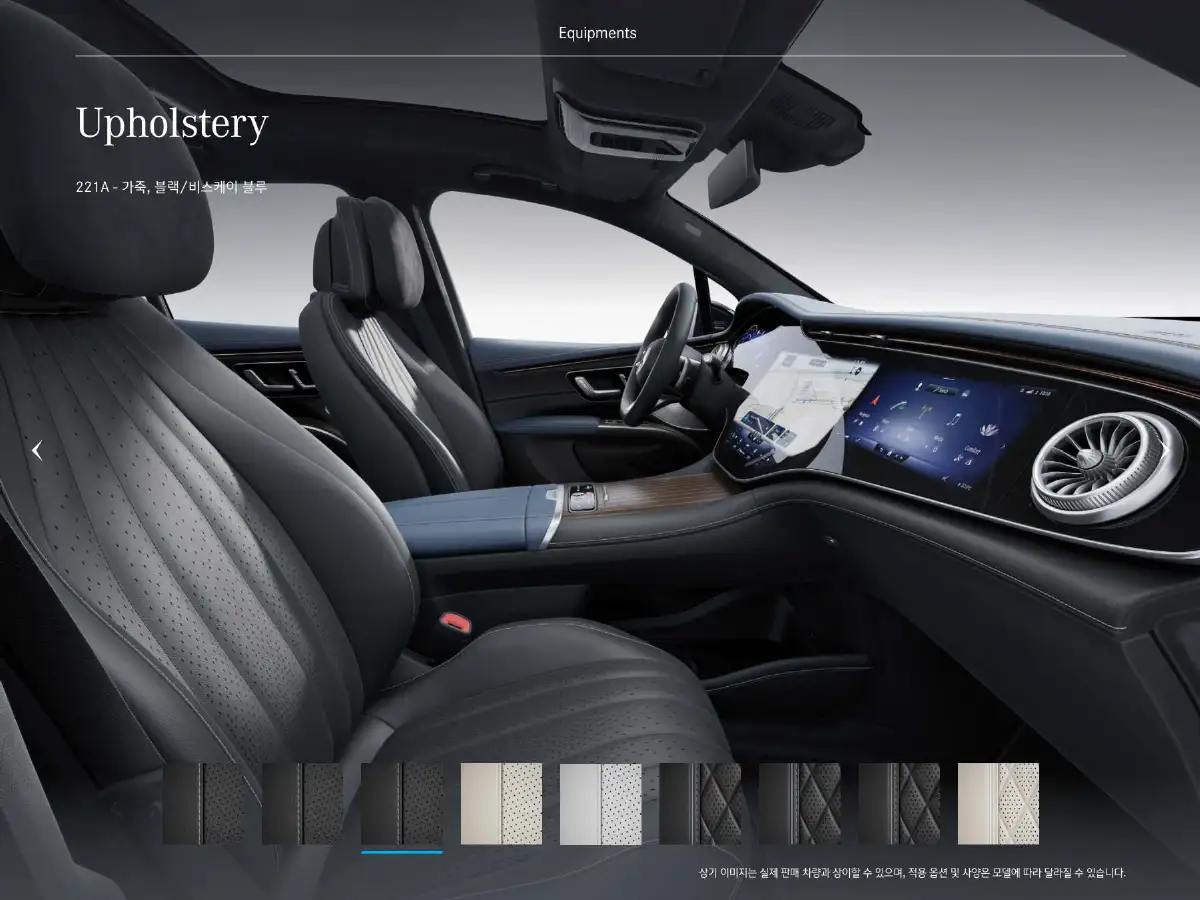 Equipments
Upholstery
221A - 가죽, 블랙/비스케이 블루
상기 이미지는 실제 판매 차량과 상이할 수 있으며, 적용 옵션 및 사양은 모델에 따라 달라질 수 있습니다.